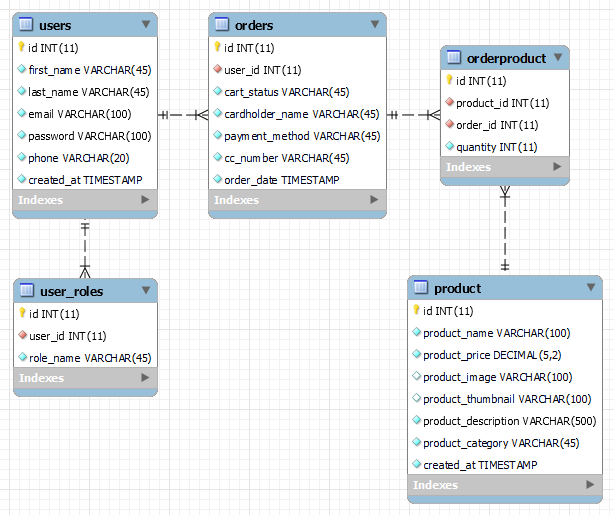 users
id INT(11)
first_name VARCHAR(45)
last_name VARCHAR(45)
email VARCHAR(100)
password VARCHAR(100)
phone VARCHAR(20)
created_at TIMESTAMP
Indexes
orders
id INT(11)
user_id INT(11)
cart_status VARCHAR(45)
cardholder_name VARCHAR(45)
payment_method VARCHAR(45)
cc_number VARCHAR(45)
order_date TIMESTAMP
Indexes
orderproduct
id INT(11)
product_id INT(11)
order_id INT(11)
quantity INT(11)
Indexes
user_roles
id INT(11)
user_id INT(11)
role_name VARCHAR(45)
Indexes
product
id INT(11)
product_name VARCHAR(100)
product_price DECIMAL(5,2)
product_image VARCHAR(100)
product_thumbnail VARCHAR(100)
product_description VARCHAR(500)
product_category VARCHAR(45)
created_at TIMESTAMP
Indexes